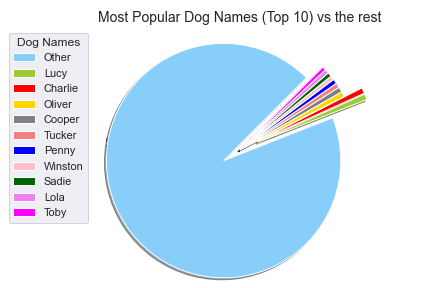 Most Popular Dog Names (Top 10) vs the rest
Dog Names
Other
Lucy
Charlie
Oliver
Cooper
Tucker
Penny
Winston
Sadie
Lola
Toby